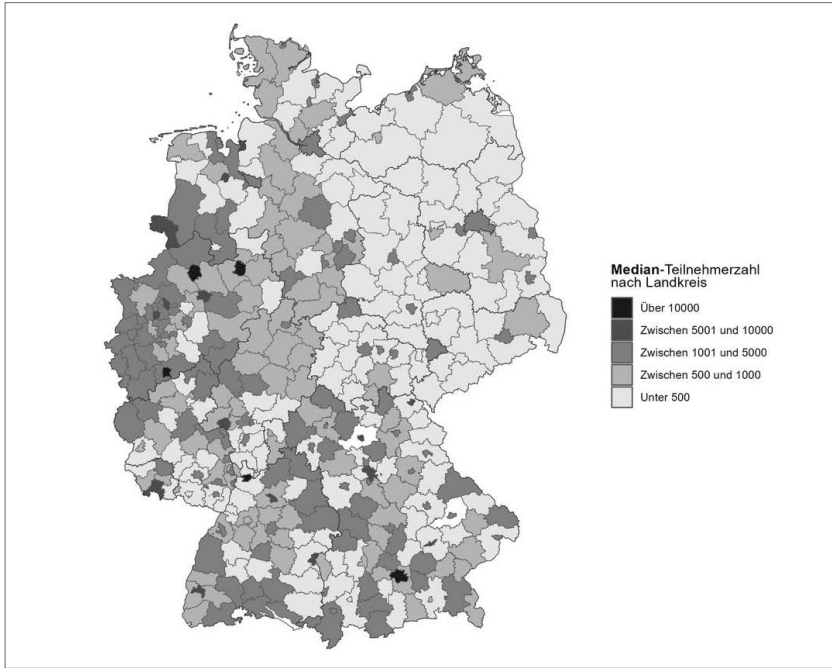 Median-Teilnehmerzahl
nach Landkreis
Über 10000
Zwischen 5001 und 10000
Zwischen 1001 und 5000
Zwischen 500 und 1000
Unter 500